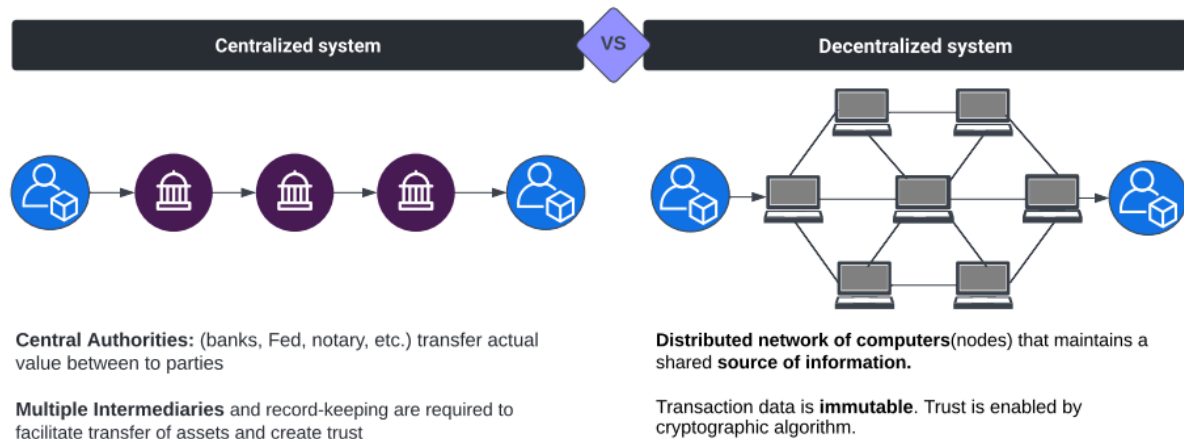 Centralized system
VS
Decentralized system
Central Authorities: (banks, Fed, notary, etc.) transfer actual
value between to parties
Multiple Intermediaries and record-keeping are required to
facilitate transfer of assets and create trust
Distributed network of computers(nodes) that maintains a
shared source of information.
Transaction data is immutable. Trust is enabled by
cryptographic algorithm.